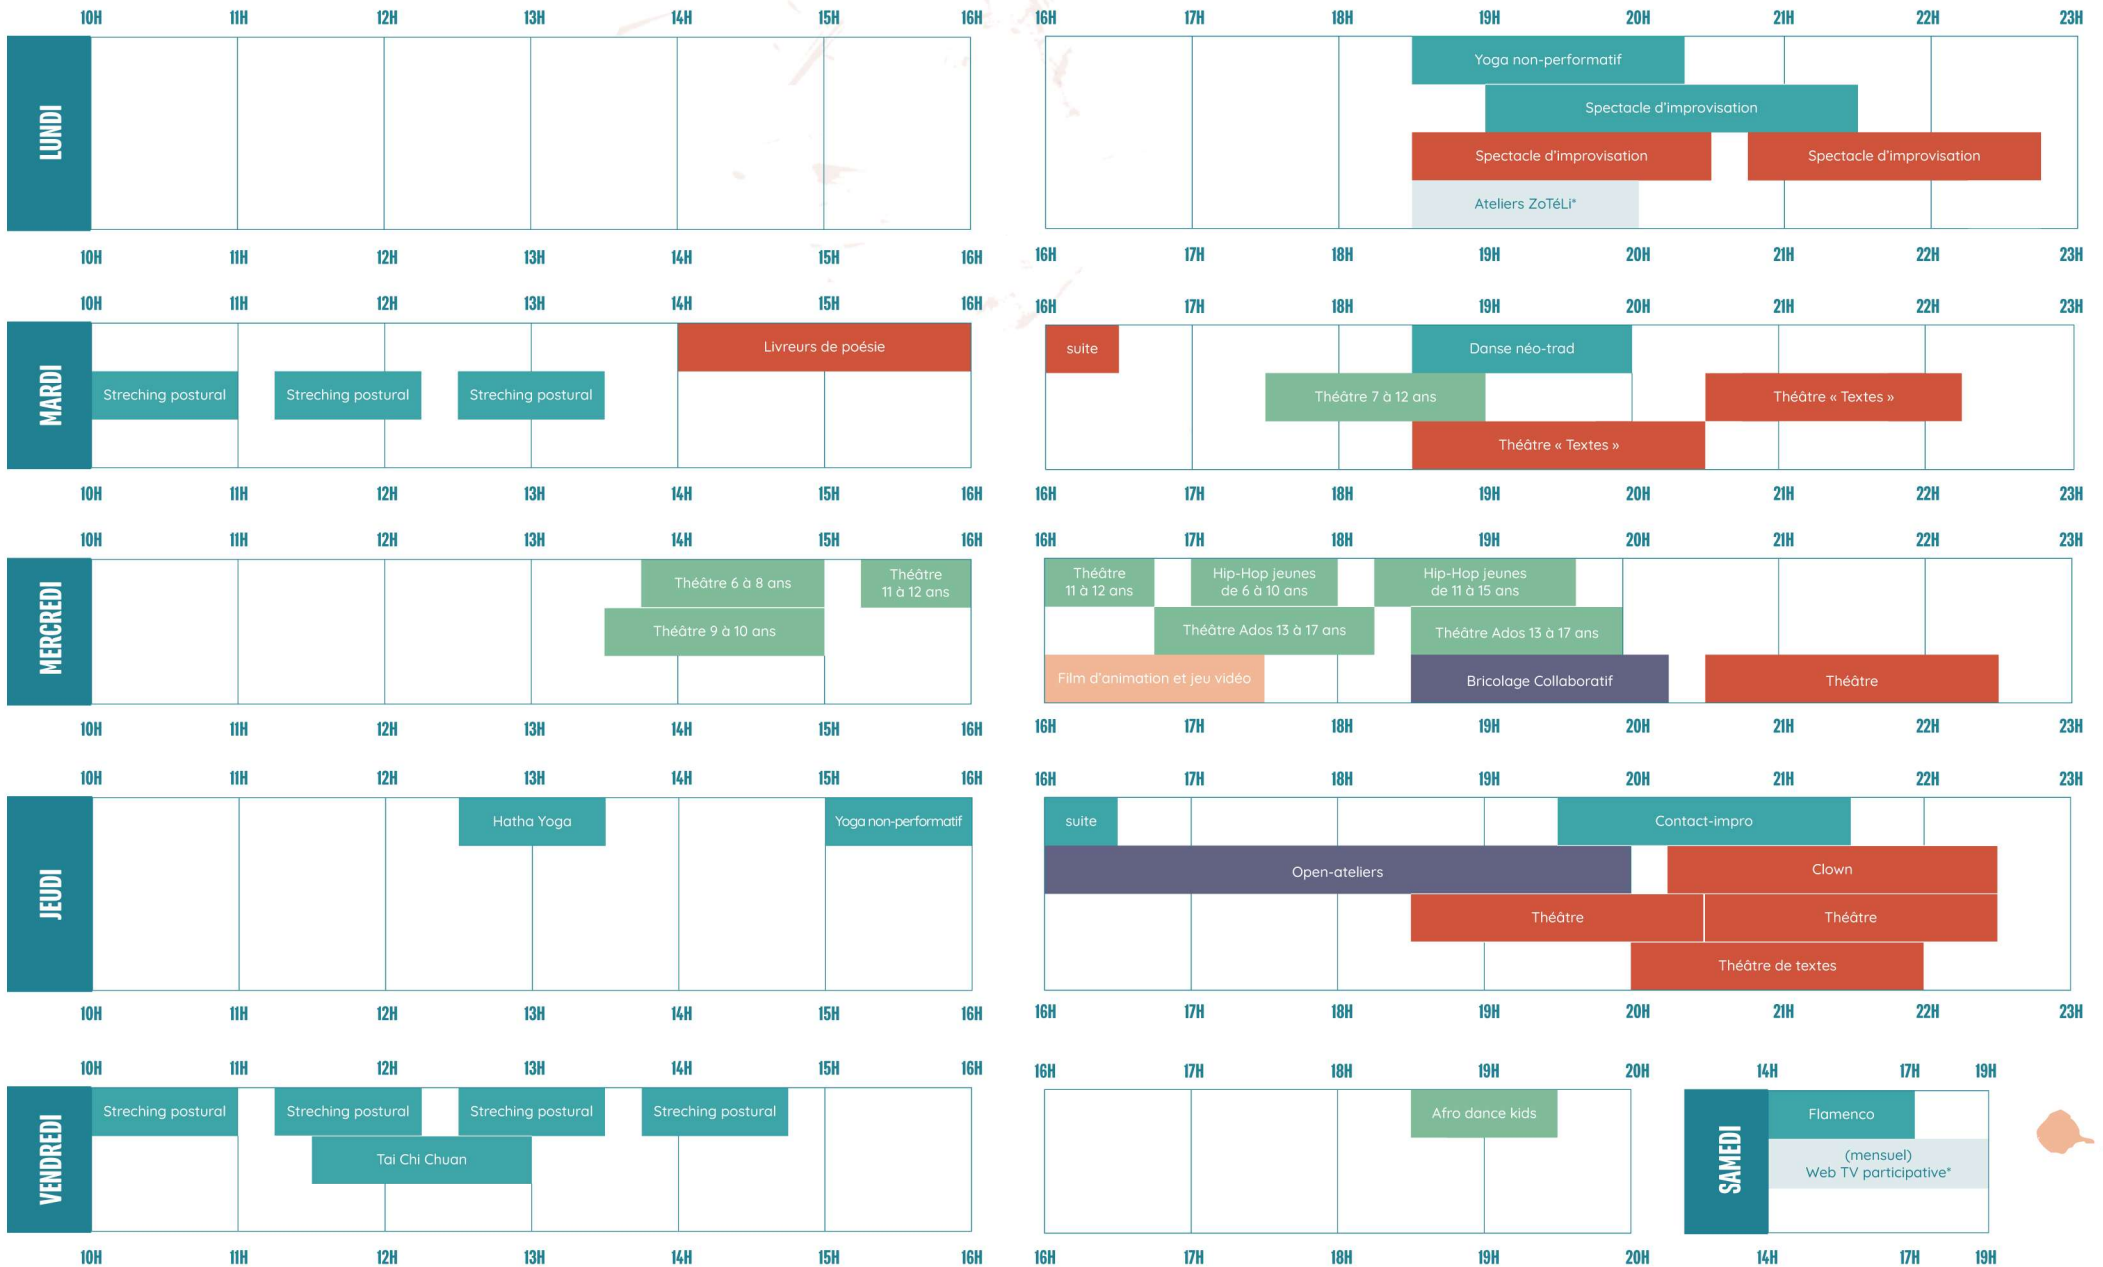 10H 11H 12H 13H 14H 15H 16H 16H 17H 18H 19H 20H 21H 22H 23H
LUNDI
Yoga non-performatif
Spectacle d'improvisation
Spectacle d'improvisation Spectacle d'improvisation
Ateliers ZoTéLi*
10H 11H 12H 13H 14H 15H 16H 16H 17H 18H 19H 20H 21H 22H 23H
10H 11H 12H 13H 14H 15H 16H 16H 17H 18H 19H 20H 21H 22H 23H
MARDI
Livreurs de poésie suite Danse néo-trad
Streching postural Streching postural Streching postural Théâtre 7 à 12 ans Théâtre « Textes »
Théâtre « Textes »
10H 11H 12H 13H 14H 15H 16H 16H 17H 18H 19H 20H 21H 22H 23H
10H 11H 12H 13H 14H 15H 16H 16H 17H 18H 19H 20H 21H 22H 23H
MERCREDI
Théâtre 6 à 8 ans
Théâtre
11 à 12 ans
Théâtre
11 à 12 ans
Hip-Hop jeunes
de 6 à 10 ans
Hip-Hop jeunes
de 11 à 15 ans
Théâtre 9 à 10 ans Théâtre Ados 13 à 17 ans Théâtre Ados 13 à 17 ans
Film d'animation et jeu vidéo Bricolage Collaboratif Théâtre
10H 11H 12H 13H 14H 15H 16H 16H 17H 18H 19H 20H 21H 22H 23H
10H 11H 12H 13H 14H 15H 16H 16H 17H 18H 19H 20H 21H 22H 23H
JEUDI
Hatha Yoga Yoga non-performatif suite Contact-impro
Open-ateliers Clown
Théâtre Théâtre
Théâtre de textes
10H 11H 12H 13H 14H 15H 16H 16H 17H 18H 19H 20H 21H 22H 23H
10H 11H 12H 13H 14H 15H 16H 16H 17H 18H 19H 20H 14H 17H 19H
VENDREDI
Streching postural Streching postural Streching postural Streching postural Afro dance kids
Tai Chi Chuan
SAMEDI
Flamenco
(mensuel)
Web TV participative*
10H 11H 12H 13H 14H 15H 16H 16H 17H 18H 19H 20H 14H 17H 19H